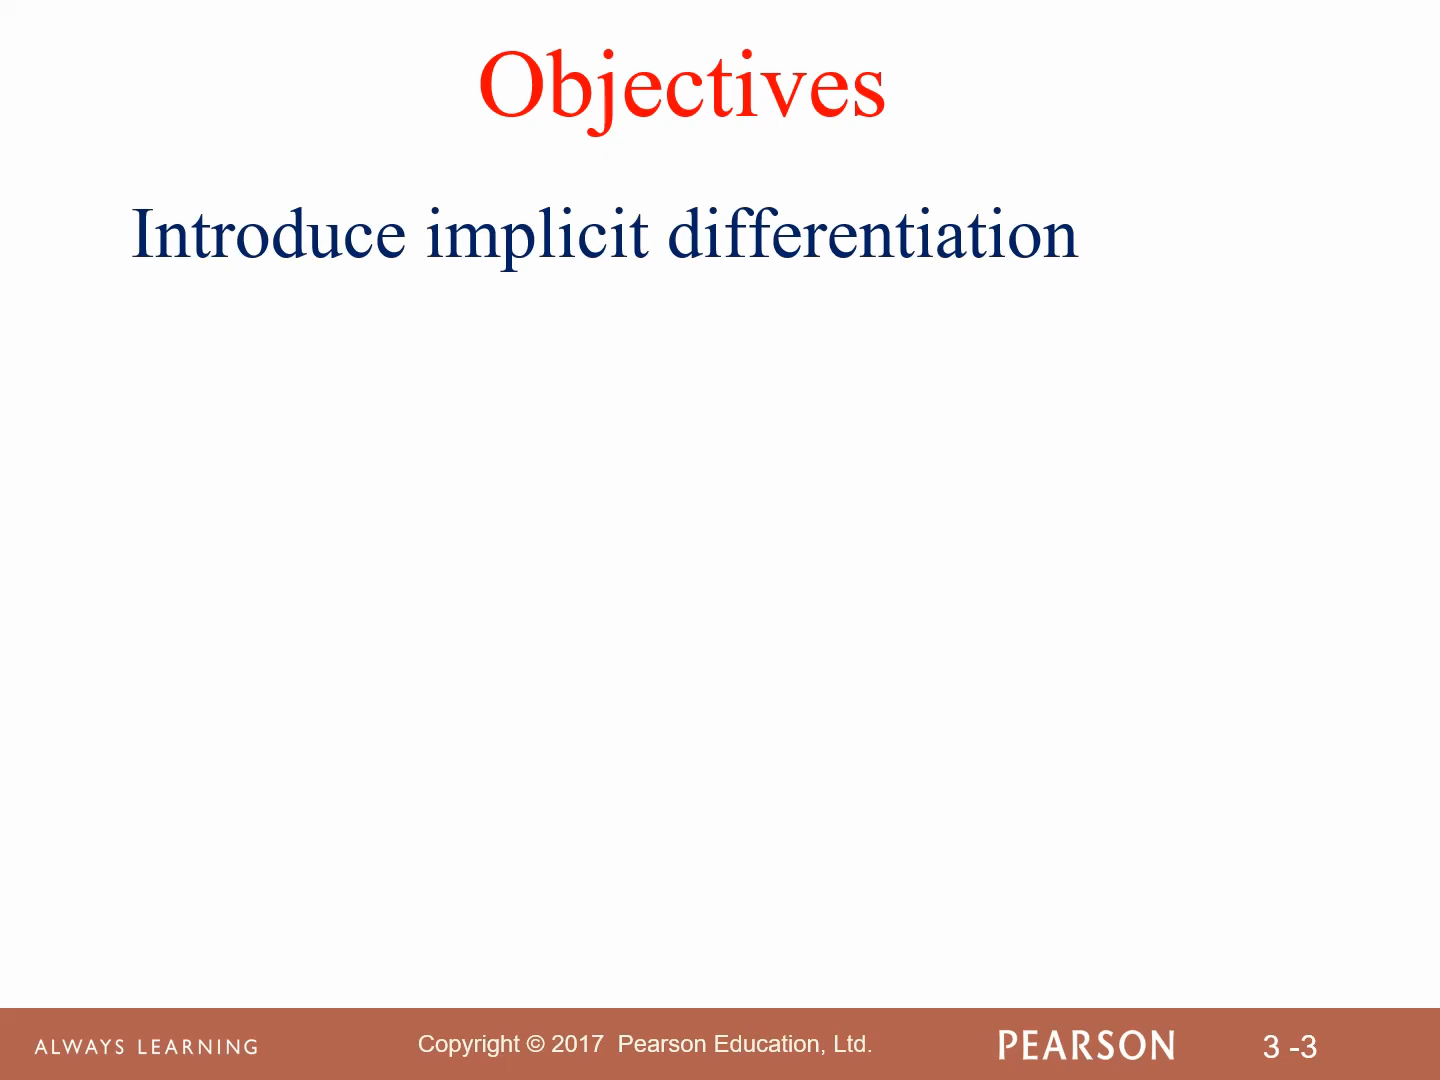 Objectives
Introduce implicit differentiation
ALWAYS LEARNING Copyright © 2017 Pearson Education, Ltd. PEARSON 3 -3